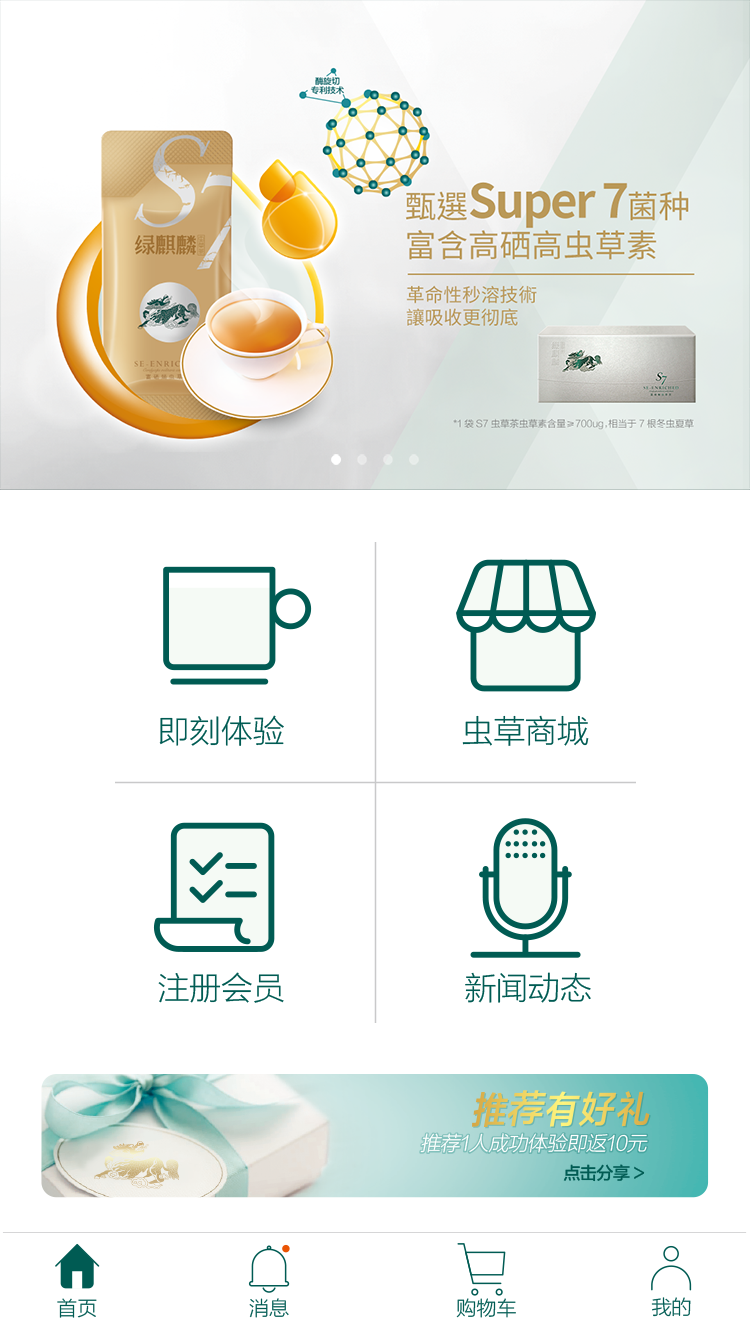 酶旋切
专利技术
S7
绿麒麟
甄選Super 7菌种
富含高硒高虫草素
革命性秒溶技術
讓吸收更彻底
S7
*1 袋 S7 虫草茶虫草素含量≥700ug,相当于 7 根冬虫夏草
即刻体验
虫草商城
注册会员
新闻动态
推荐有好礼
推荐1人成功体验即返10元
点击分享 >
首页
消息
购物车
我的